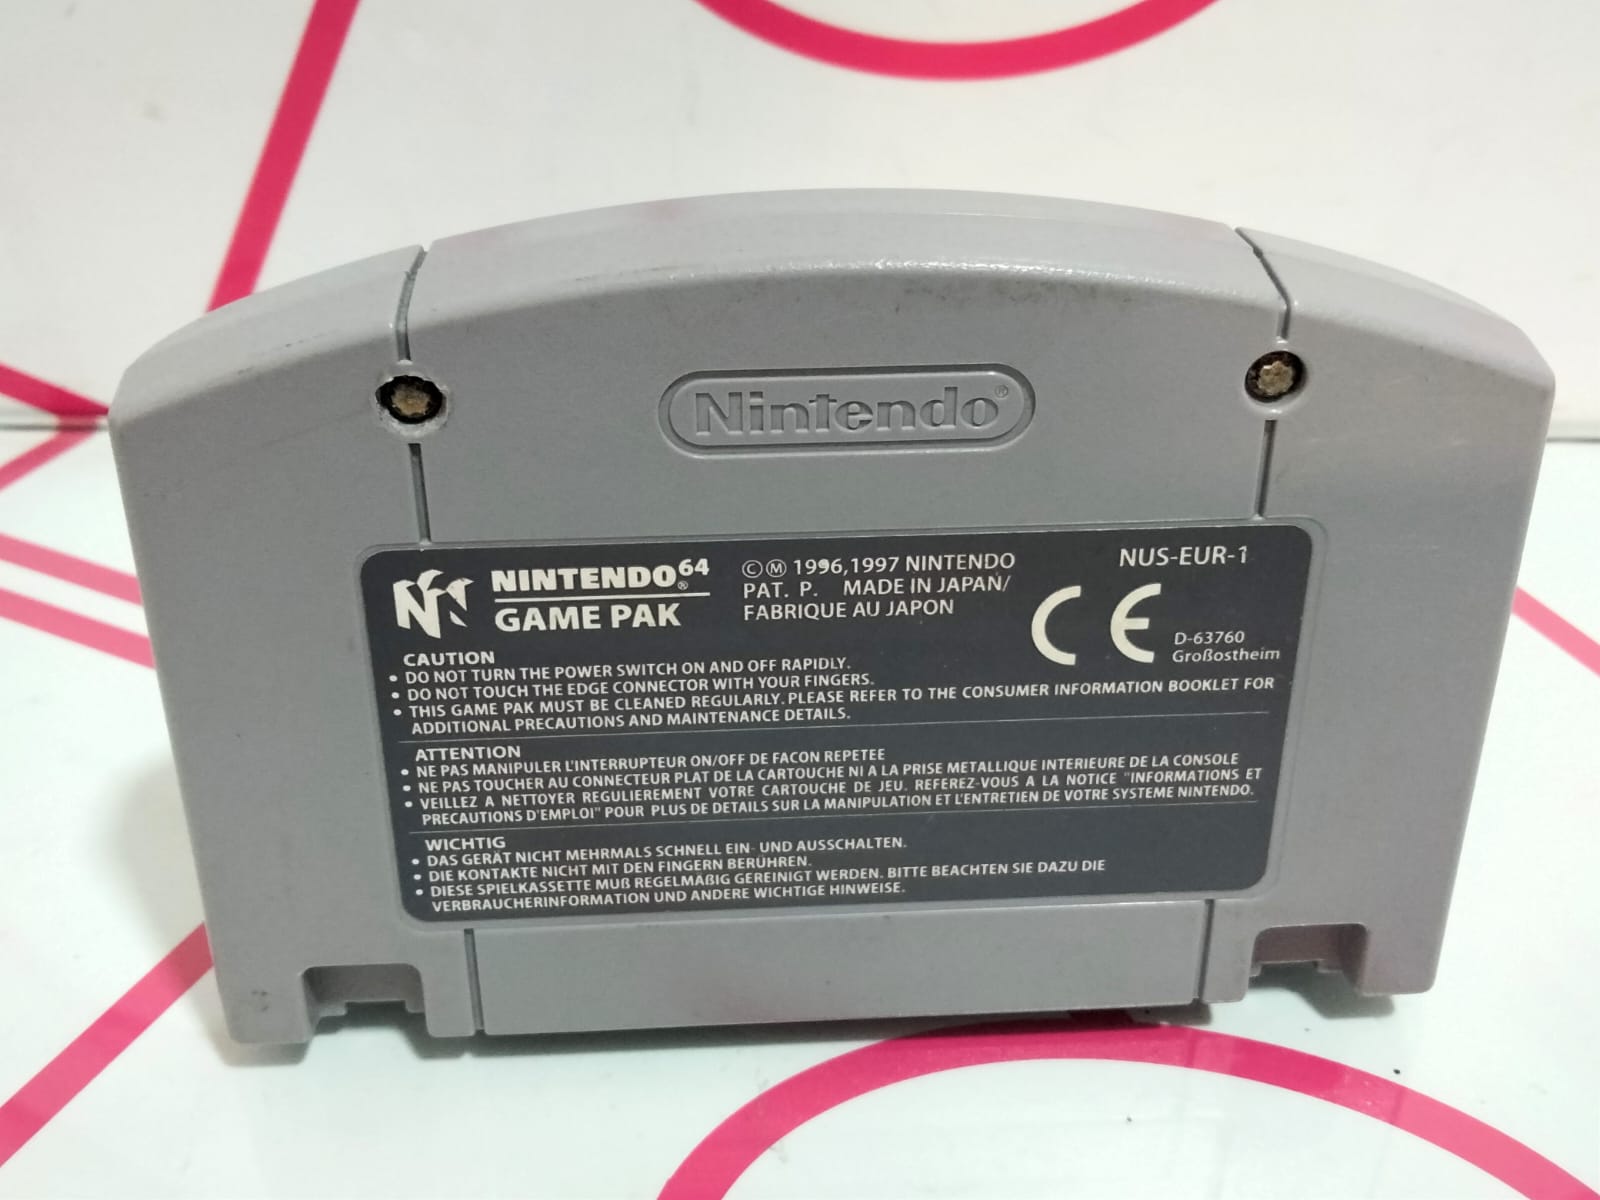 Nintendo®
NINTENDO64®
GAME PAK
ⒸⓂ 1996,1997 NINTENDO
PAT. P. MADE IN JAPAN/
FABRIQUE AU JAPON
NUS-EUR-1
CE
D-63760
Großostheim
CAUTION
• DO NOT TURN THE POWER SWITCH ON AND OFF RAPIDLY.
• DO NOT TOUCH THE EDGE CONNECTOR WITH YOUR FINGERS.
• THIS GAME PAK MUST BE CLEANED REGULARLY. PLEASE REFER TO THE CONSUMER INFORMATION BOOKLET FOR
ADDITIONAL PRECAUTIONS AND MAINTENANCE DETAILS.
ATTENTION
• NE PAS MANIPULER L'INTERRUPTEUR ON/OFF DE FACON REPETEE
• NE PAS TOUCHER AU CONNECTEUR PLAT DE LA CARTOUCHE NI A LA PRISE METALLIQUE INTERIEURE DE LA CONSOLE
• VEILLEZ A NETTOYER REGULIEREMENT VOTRE CARTOUCHE DE JEU. REFEREZ-VOUS A LA NOTICE "INFORMATIONS ET
PRECAUTIONS D'EMPLOI" POUR PLUS DE DETAILS SUR LA MANIPULATION ET L'ENTRETIEN DE VOTRE SYSTEME NINTENDO.
WICHTIG
• DAS GERÄT NICHT MEHRMALS SCHNELL EIN- UND AUSSCHALTEN.
• DIE KONTAKTE NICHT MIT DEN FINGERN BERÜHREN.
• DIESE SPIELKASSETTE MUß REGELMÄßIG GEREINIGT WERDEN. BITTE BEACHTEN SIE DAZU DIE
VERBRAUCHERINFORMATION UND ANDERE WICHTIGE HINWEISE.